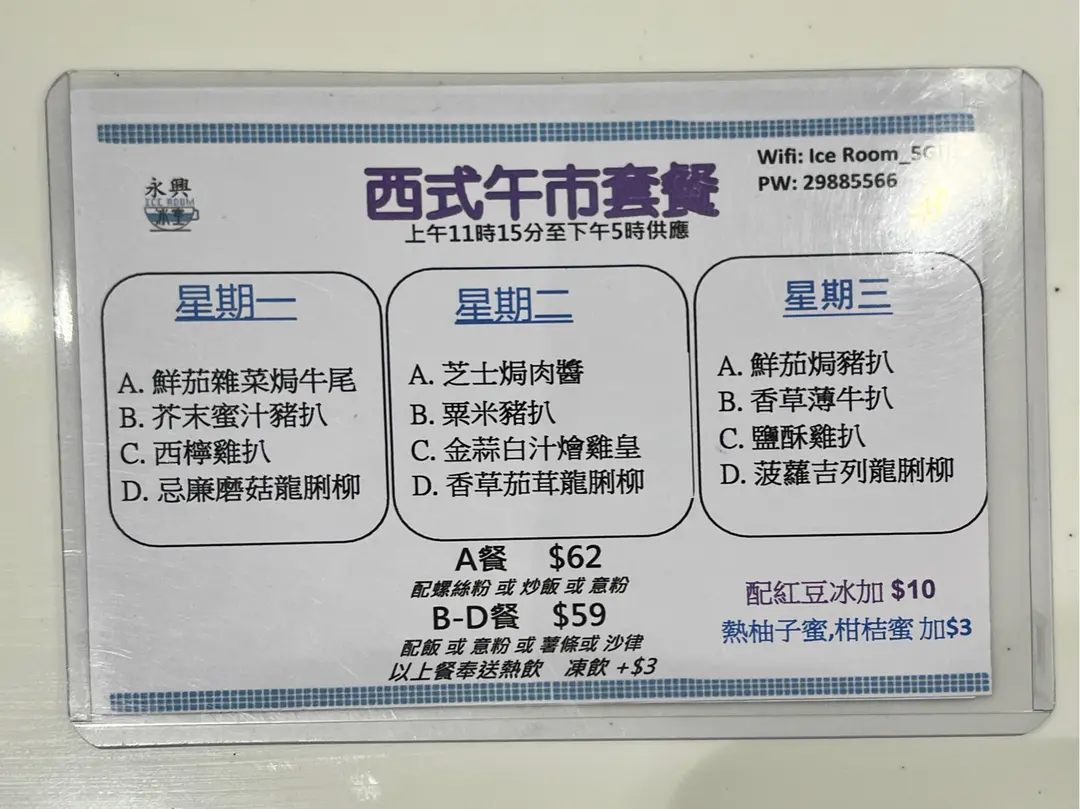 Wifi: Ice Room_5G
PW: 29885566
永興
ICE ROOM
冰室
西式午市套餐
上午11時15分至下午5時供應
星期一
A. 鮮茄雜菜焗牛尾
B. 芥末蜜汁豬扒
C. 西檸雞扒
D. 忌廉磨菇龍脷柳
星期二
A. 芝士焗肉醬
B. 粟米豬扒
C. 金蒜白汁燴雞皇
D. 香草茄茸龍脷柳
星期三
A. 鮮茄焗豬扒
B. 香草薄牛扒
C. 鹽酥雞扒
D. 菠蘿吉列龍脷柳
A餐 $62
配螺絲粉 或 炒飯 或 意粉
B-D餐 $59
配飯 或 意粉 或 薯條或 沙律
以上餐奉送熱飲 凍飲 +$3
配紅豆冰加 $10
熱柚子蜜,柑桔蜜 加$3